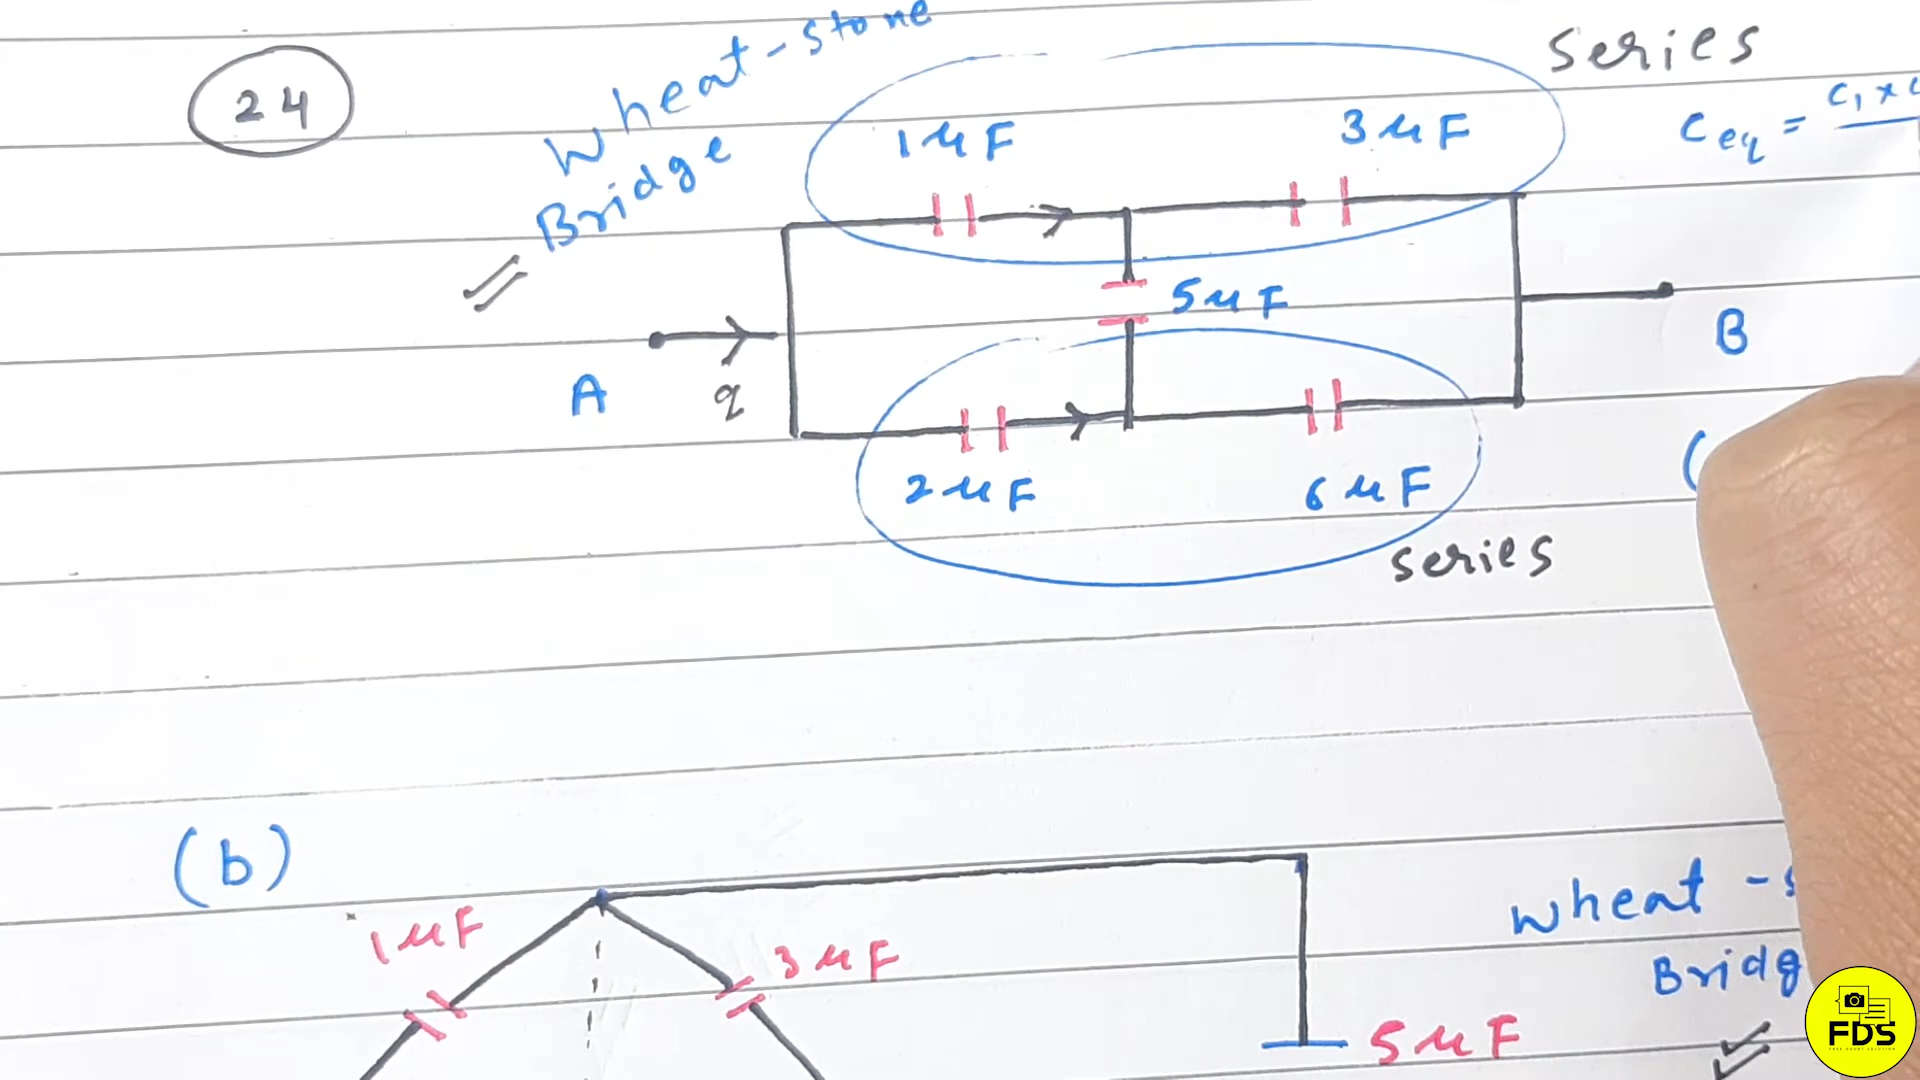 24
Wheat-stone
Bridge
series
1μF
3μF
Ceq = C1 ×
5μF
A
q
B
2μF
6μF
series
(
(b)
1μF
3μF
wheat -s
Bridg
5μF
FDS